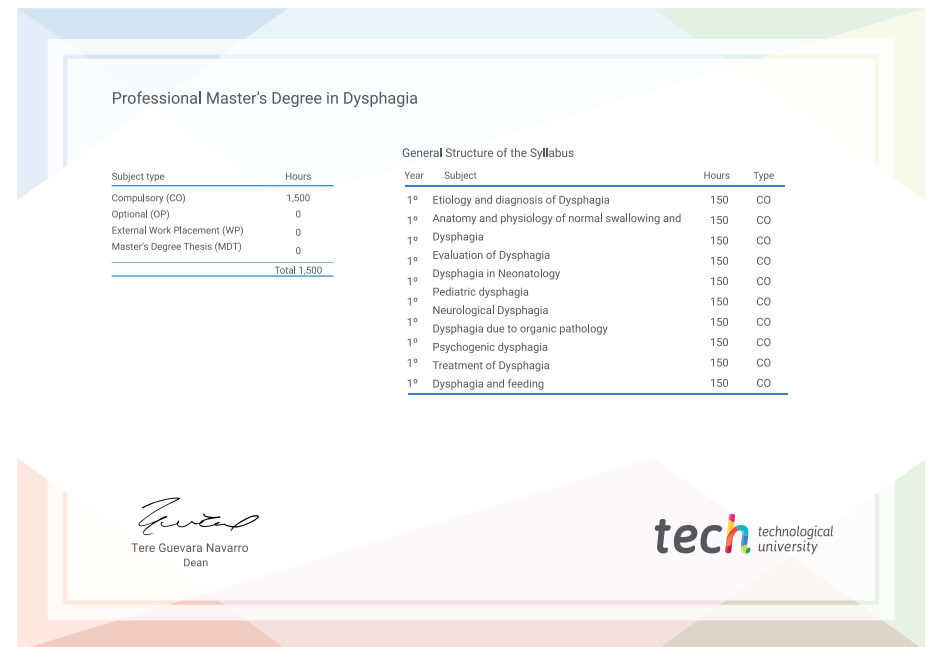 Professional Master's Degree in Dysphagia
General Structure of the Syllabus
Subject type Hours
Compulsory (CO) 1,500
Optional (OP) 0
External Work Placement (WP) 0
Master's Degree Thesis (MDT) 0
Total 1,500
Year Subject Hours Type
1º Etiology and diagnosis of Dysphagia 150 CO
1º Anatomy and physiology of normal swallowing and 150 CO
1º Dysphagia 150 CO
1º Evaluation of Dysphagia 150 CO
Dysphagia in Neonatology
1º Pediatric dysphagia 150 CO
1º Neurological Dysphagia 150 CO
1º Dysphagia due to organic pathology 150 CO
1º Psychogenic dysphagia 150 CO
1º Treatment of Dysphagia 150 CO
1º Dysphagia and feeding 150 CO
Tere Guevara Navarro
Dean
tech technological
university